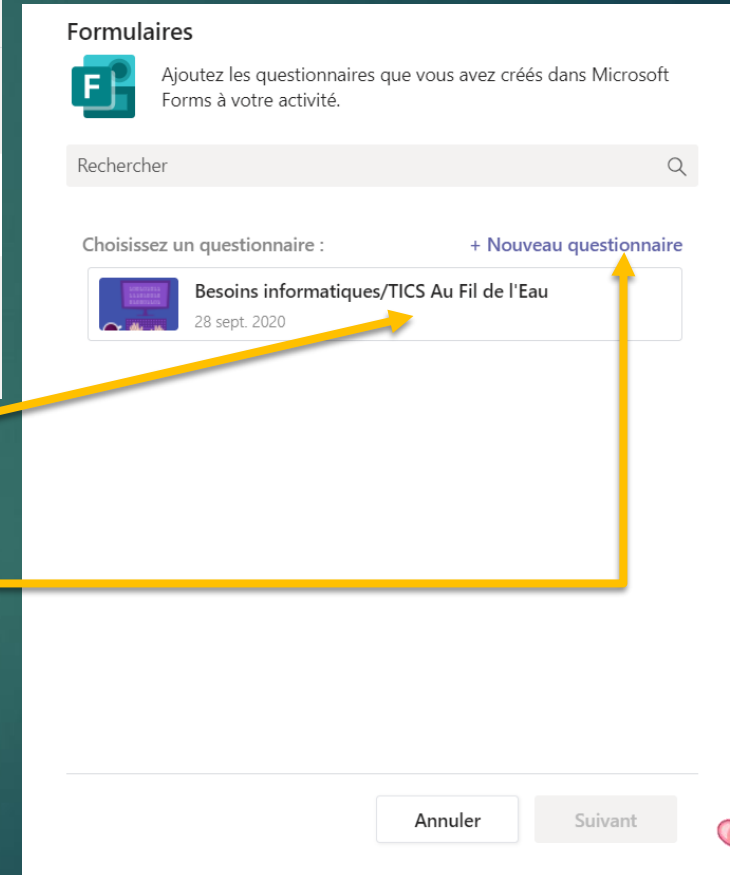 Formulaires
F
Ajoutez les questionnaires que vous avez créés dans Microsoft
Forms à votre activité.
Rechercher
Choisissez un questionnaire :
+ Nouveau questionnaire
Besoins informatiques/TICS Au Fil de l'Eau
28 sept. 2020
Annuler
Suivant